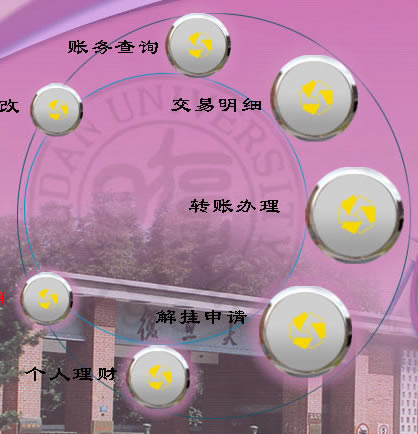 账务查询
改
交易明细
转账办理
解挂申请
个人理财